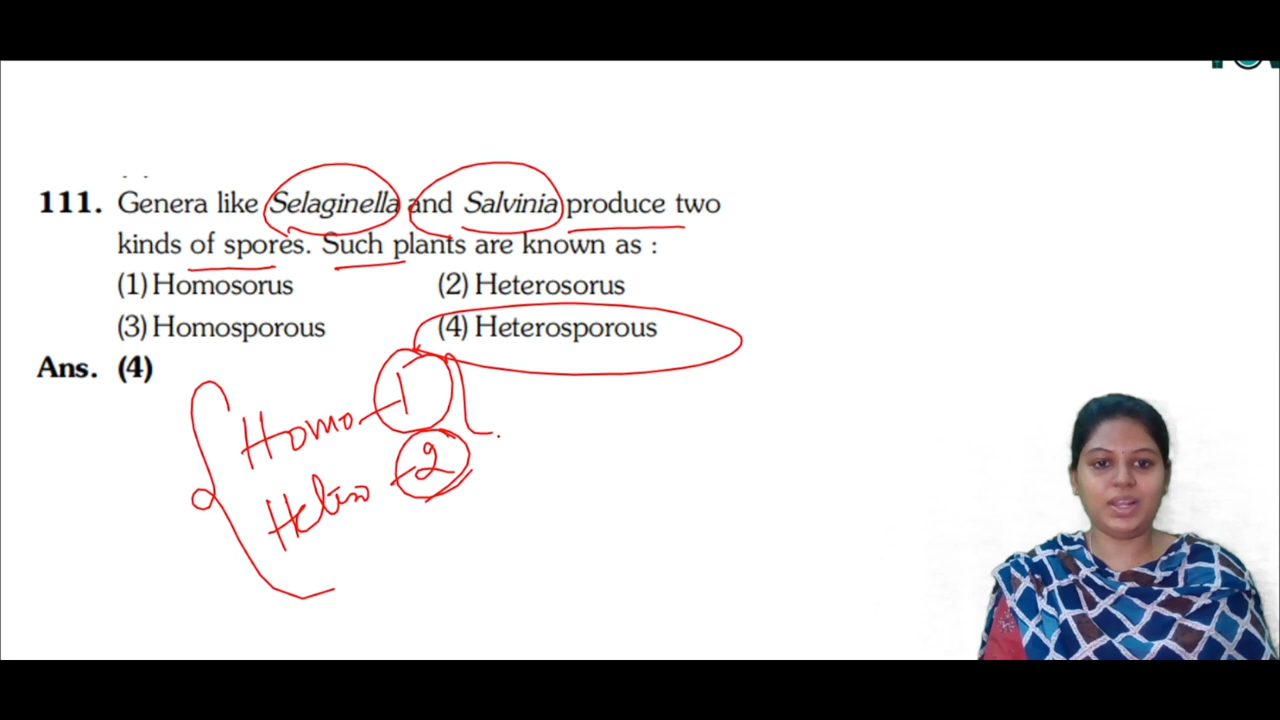 111. Genera like Selaginella and Salvinia produce two
kinds of spores. Such plants are known as :
(1) Homosorus (2) Heterosorus
(3) Homosporous (4) Heterosporous
Ans. (4)
Homo - 1
Hetero - 2